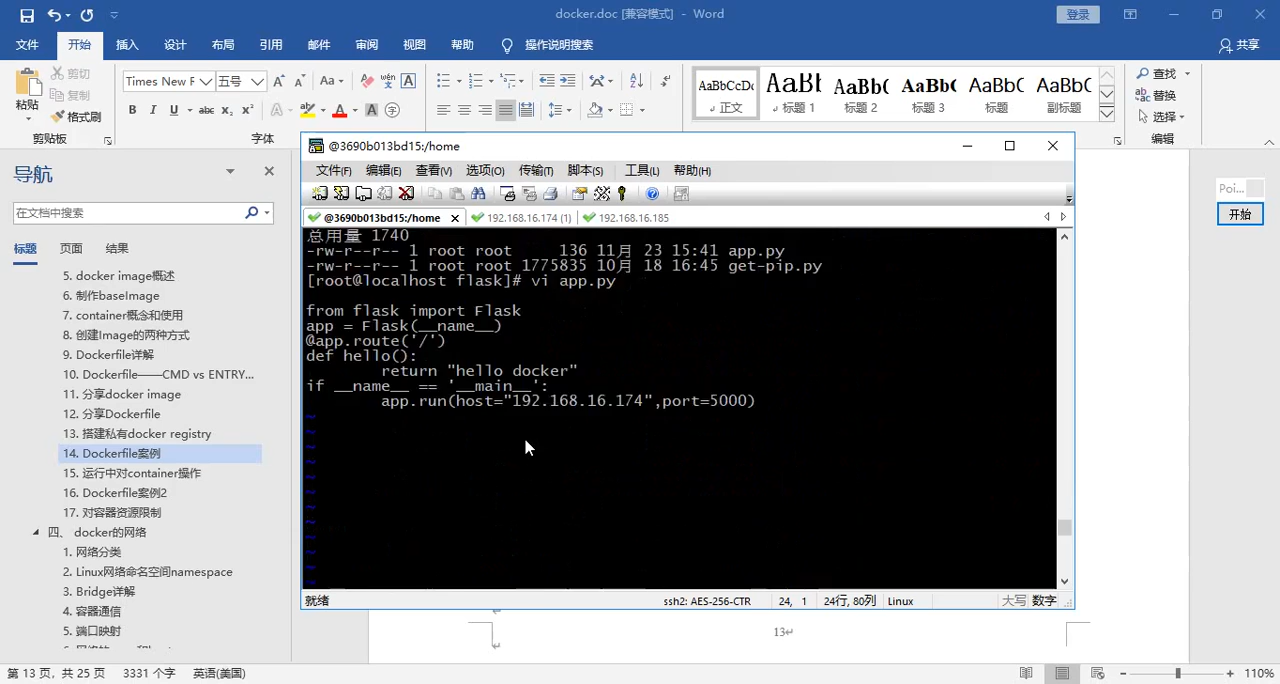 docker.doc [兼容模式] - Word
登录
文件 开始 插入 设计 布局 引用 邮件 审阅 视图 帮助 操作说明搜索 共享
粘贴
剪切
复制
格式刷
剪贴板
Times New F
五号
字体
AaBbCcDc
正文
AaBl
标题 1
AaBb(
标题 2
AaBbC
标题 3
AaBbC
标题
AaBbC
副标题
查找
替换
选择
编辑
导航
在文档中搜索
标题 页面 结果
5. docker image概述
6. 制作baseImage
7. container概念和使用
8. 创建Image的两种方式
9. Dockerfile详解
10. Dockerfile——CMD vs ENTRY...
11. 分享docker image
12. 分享Dockerfile
13. 搭建私有docker registry
14. Dockerfile案例
15. 运行中对container操作
16. Dockerfile案例2
17. 对容器资源限制
四、 docker的网络
1. 网络分类
2. Linux网络命名空间namespace
3. Bridge详解
4. 容器通信
5. 端口映射
@3690b013bd15:/home
文件(F) 编辑(E) 查看(V) 选项(O) 传输(T) 脚本(S) 工具(L) 帮助(H)
@3690b013bd15:/home
192.168.16.174 (1)
192.168.16.185
总用量 1740
-rw-r--r-- 1 root root     136 11月 23 15:41 app.py
-rw-r--r-- 1 root root 1775835 10月 18 16:45 get-pip.py
[root@localhost flask]# vi app.py
from flask import Flask
app = Flask(__name__)
@app.route('/')
def hello():
        return "hello docker"
if __name__ == '__main__':
        app.run(host="192.168.16.174",port=5000)
~
~
~
~
~
~
~
~
~
~
~
~
就绪
ssh2: AES-256-CTR
24, 1
24行, 80列
Linux
大写 数字
Poi...
开始
13
第 13 页，共 25 页
3331 个字
英语(美国)
110%